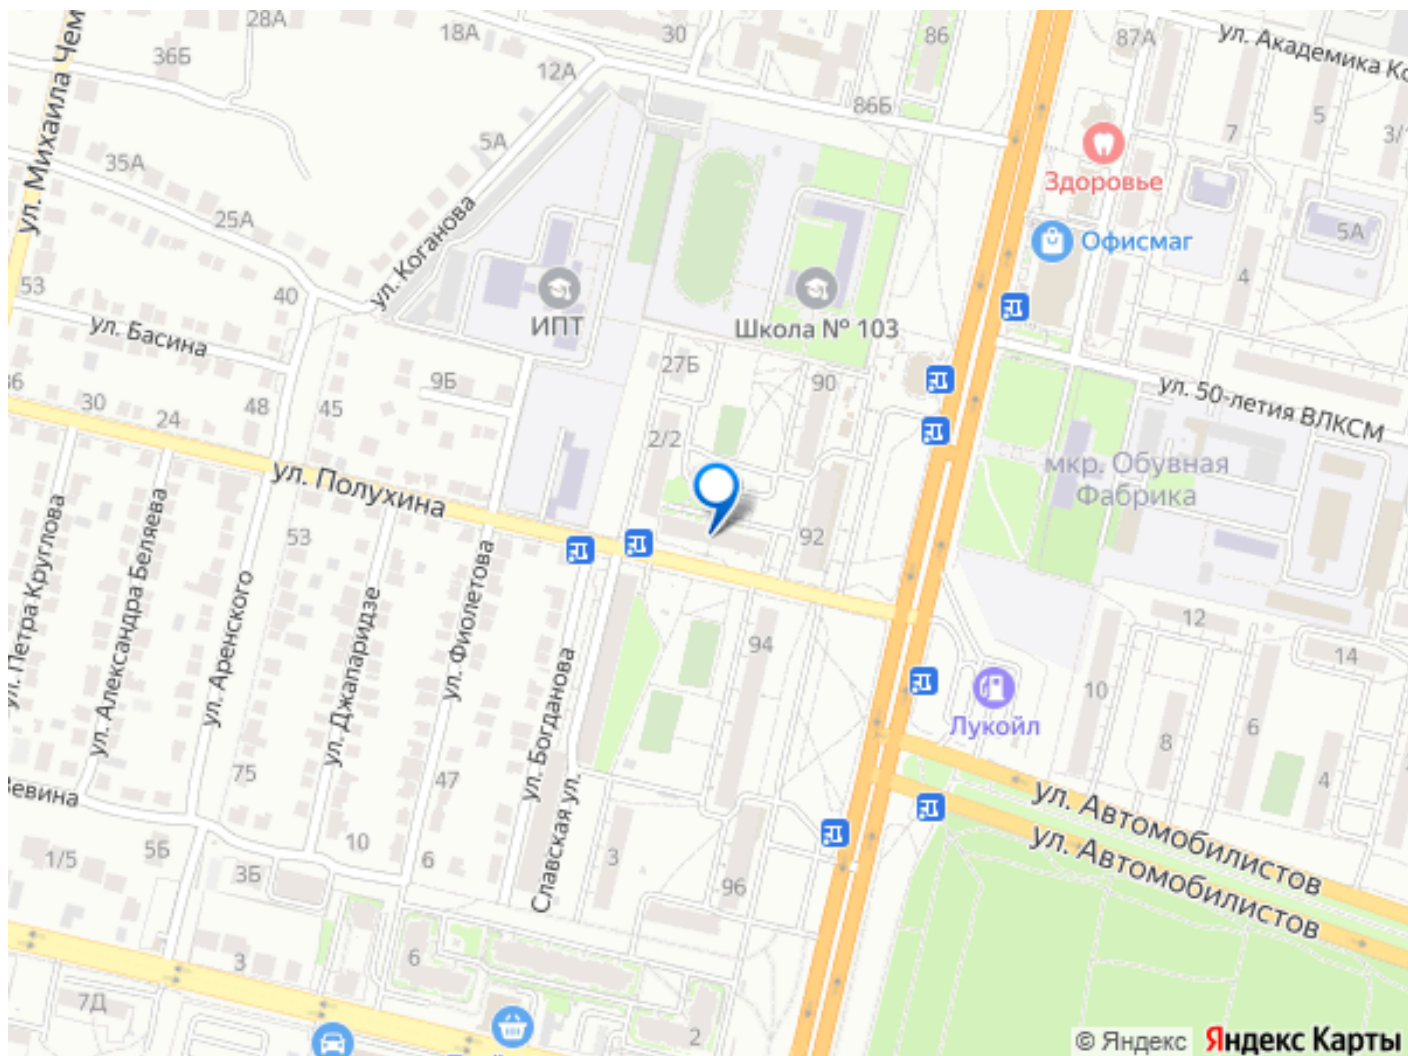 28А
18А
30
86
87А
ул. Академика Ко
36Б
12А
86Б
5
7
3/1
ул. Михаила Чем
5А
35А
Здоровье
25А
ул. Коганова
Офисмаг
5А
4
53
40
ул. Басина
ИПТ
Школа № 103
27Б
90
9Б
ул. 50-летия ВЛКСМ
36
30
24
48
45
2/2
мкр. Обувная
Фабрика
ул. Полухина
53
92
ул. Петра Круглова
ул. Александра Беляева
ул. Аренского
ул. Джапаридзе
ул. Фиолетова
ул. Богданова
Славская ул.
94
12
14
10
6
8
4
Лукойл
75
47
евина
ул. Автомобилистов
ул. Автомобилистов
1/5
5Б
3Б
10
6
3
96
3
6
7Д
2
© Яндекс
Яндекс Карты